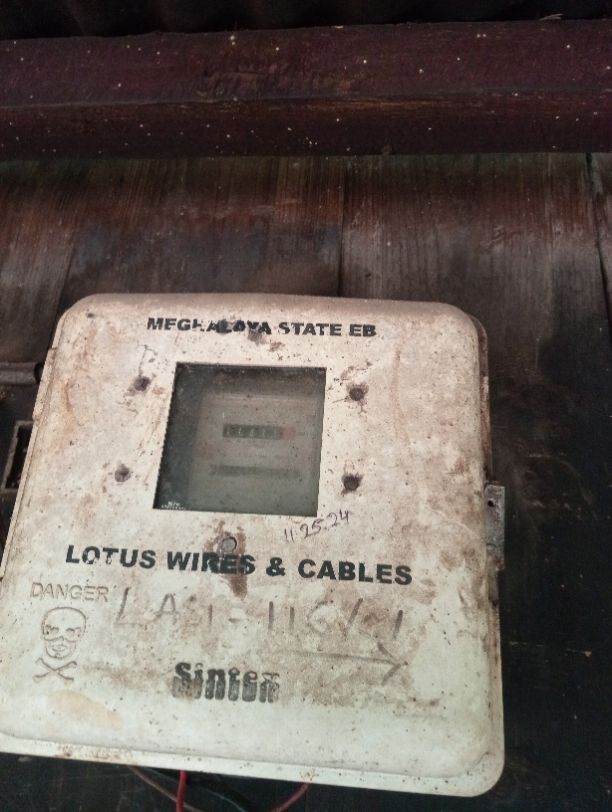 MEGHALAYA STATE EB
11.25.24
LOTUS WIRES & CABLES
DANGER
Sintex